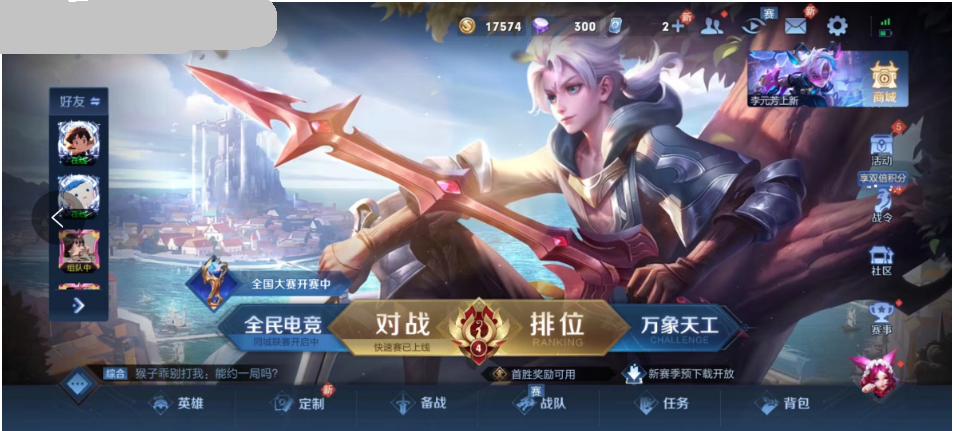 17574
300
2
新
赛
新
好友
李元芳上新
商城
在线
5
活动
享双倍积分
在线
战令
组队中
社区
全国大赛开赛中
赛事
全民电竞
对战
排位
万象天工
同城联赛开启中
快速赛已上线
4
RANKING
CHALLENGE
综合
猴子乖别打我：能约一局吗?
首胜奖励可用
新赛季预下载开放
英雄
定制
新
备战
赛
战队
任务
背包